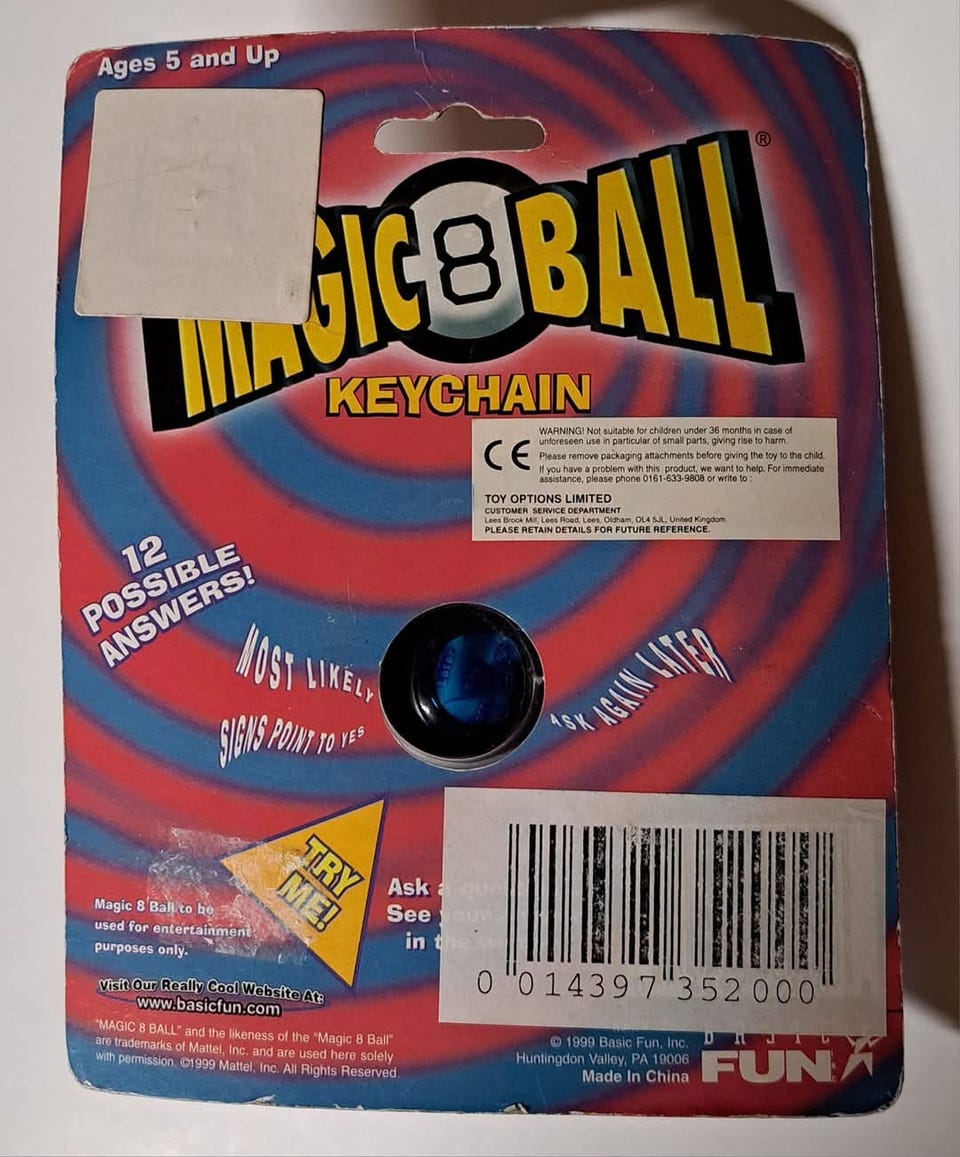 Ages 5 and Up
MAGIC 8 BALL®
KEYCHAIN
CE
WARNING! Not suitable for children under 36 months in case of
unforeseen use in particular of small parts, giving rise to harm.
Please remove packaging attachments before giving the toy to the child.
If you have a problem with this product, we want to help. For immediate
assistance, please phone 0161-633-9808 or write to :
TOY OPTIONS LIMITED
CUSTOMER SERVICE DEPARTMENT
Lees Brook Mill, Lees Road, Lees, Oldham, OL4 5JL, United Kingdom
PLEASE RETAIN DETAILS FOR FUTURE REFERENCE.
12
POSSIBLE
ANSWERS!
MOST LIKELY
SIGNS POINT TO YES
ASK AGAIN LATER
TRY
ME!
Ask a
See your
in the
Magic 8 Ball to be
used for entertainment
purposes only.
0 014397 352000
Visit Our Really Cool Website At:
www.basicfun.com
"MAGIC 8 BALL" and the likeness of the "Magic 8 Ball"
are trademarks of Mattel, Inc. and are used here solely
with permission. ©1999 Mattel, Inc. All Rights Reserved.
© 1999 Basic Fun, Inc.
Huntingdon Valley, PA 19006
Made In China
BASIC
FUN